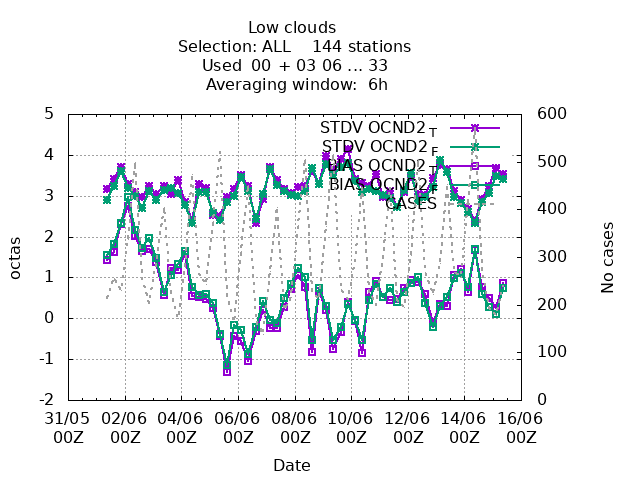 Low clouds
Selection: ALL    144 stations
Used  00 + 03 06 ... 33
Averaging window:  6h
STDV OCND2 T
STDV OCND2 F
BIAS OCND2 T
BIAS OCND2 F
CASES
5
4
3
2
1
0
-1
-2
octas
600
500
400
300
200
100
0
No cases
31/05 02/06 04/06 06/06 08/06 10/06 12/06 14/06 16/06
00Z 00Z 00Z 00Z 00Z 00Z 00Z 00Z 00Z
Date